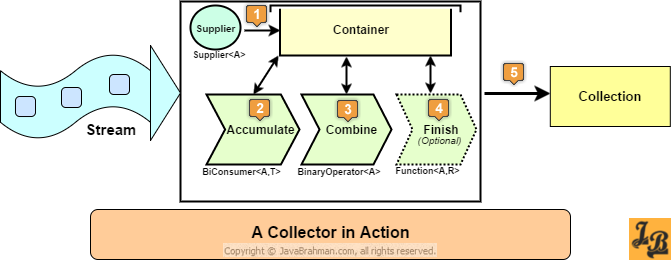 1
Supplier
Container
Supplier<A>
5
2
3
4
Collection
Stream
Accumulate
Combine
Finish
(Optional)
BiConsumer<A,T>
BinaryOperator<A>
Function<A,R>
A Collector in Action
Copyright © JavaBrahman.com, all rights reserved.
JB